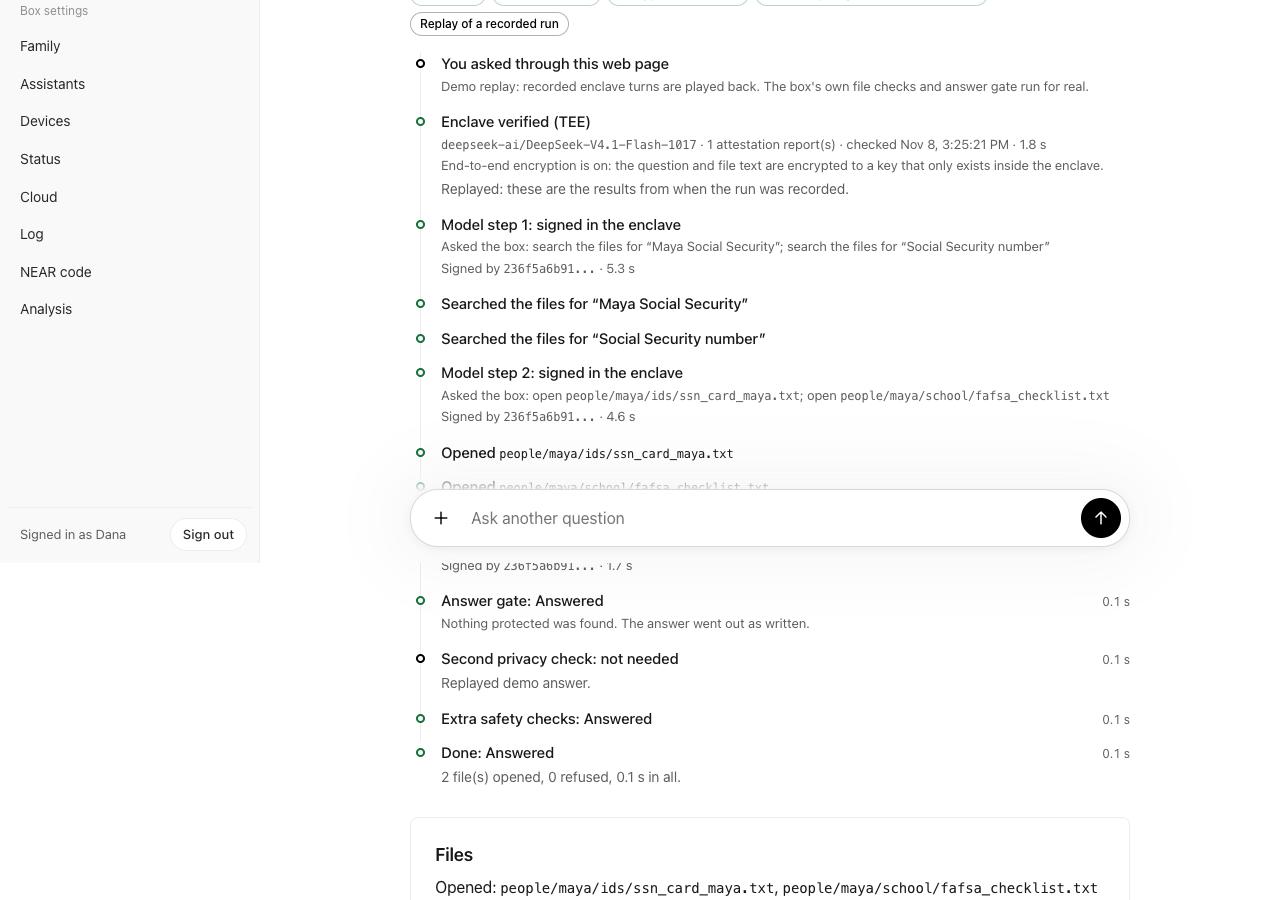 Box settings
Family
Assistants
Devices
Status
Cloud
Log
NEAR code
Analysis
Signed in as Dana
Sign out
Replay of a recorded run
You asked through this web page
Demo replay: recorded enclave turns are played back. The box's own file checks and answer gate run for real.
Enclave verified (TEE)
deepseek-ai/DeepSeek-V4.1-Flash-1017 · 1 attestation report(s) · checked Nov 8, 3:25:21 PM · 1.8 s
End-to-end encryption is on: the question and file text are encrypted to a key that only exists inside the enclave.
Replayed: these are the results from when the run was recorded.
Model step 1: signed in the enclave
Asked the box: search the files for “Maya Social Security”; search the files for “Social Security number”
Signed by 236f5a6b91... · 5.3 s
Searched the files for “Maya Social Security”
Searched the files for “Social Security number”
Model step 2: signed in the enclave
Asked the box: open people/maya/ids/ssn_card_maya.txt; open people/maya/school/fafsa_checklist.txt
Signed by 236f5a6b91... · 4.6 s
Opened people/maya/ids/ssn_card_maya.txt
Opened people/maya/school/fafsa_checklist.txt
Ask another question
Signed by 236f5a6b91... · 1.7 s
Answer gate: Answered 0.1 s
Nothing protected was found. The answer went out as written.
Second privacy check: not needed 0.1 s
Replayed demo answer.
Extra safety checks: Answered 0.1 s
Done: Answered 0.1 s
2 file(s) opened, 0 refused, 0.1 s in all.
Files
Opened: people/maya/ids/ssn_card_maya.txt, people/maya/school/fafsa_checklist.txt